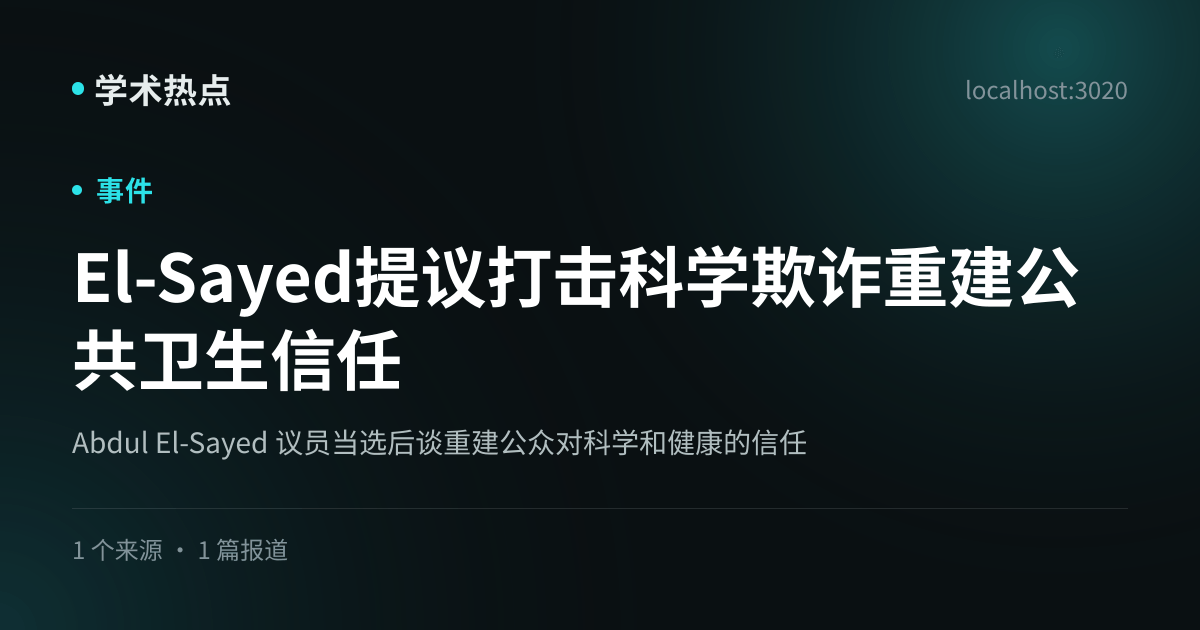 学术热点
localhost:3020
事件
El-Sayed提议打击科学欺诈重建公
共卫生信任
Abdul El-Sayed 议员当选后谈重建公众对科学和健康的信任
1 个来源 · 1 篇报道